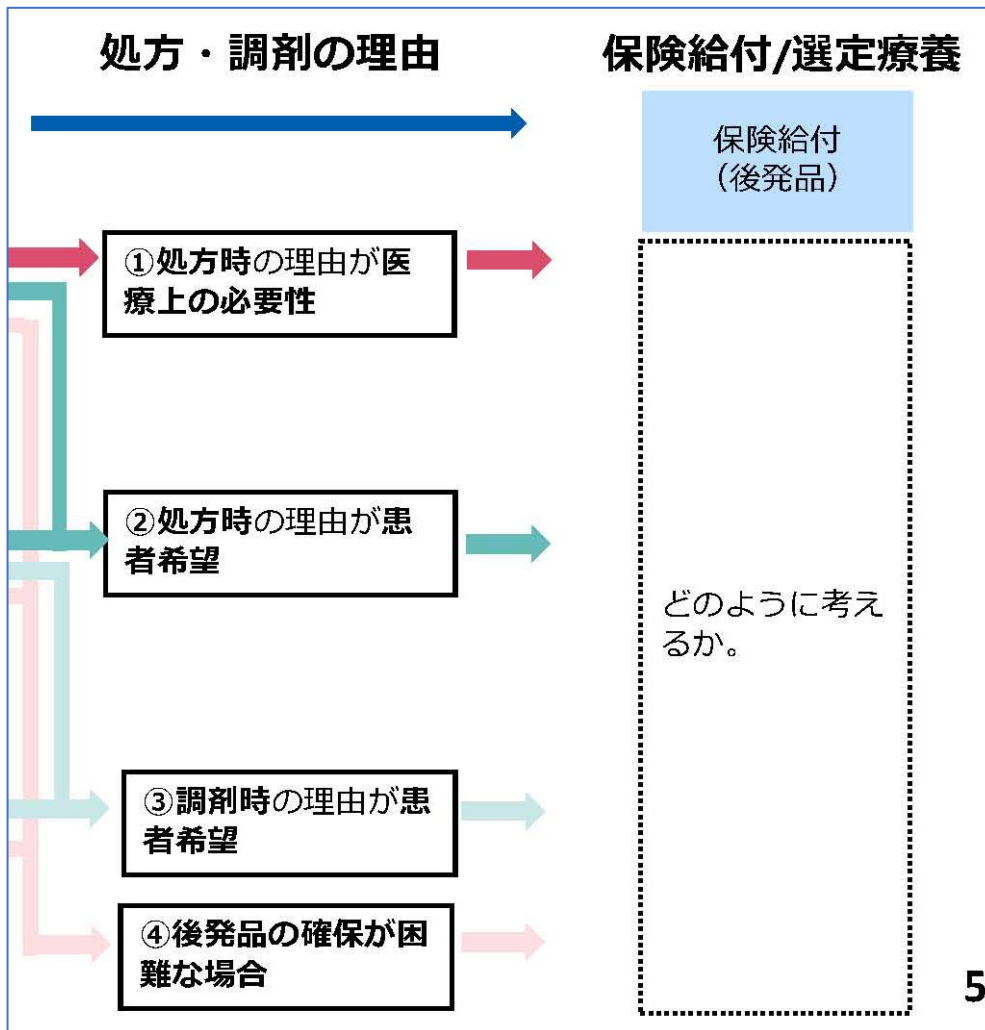 処方・調剤の理由
保険給付/選定療養
保険給付
（後発品）
①処方時の理由が医
療上の必要性
②処方時の理由が患
者希望
どのように考え
るか。
③調剤時の理由が患
者希望
④後発品の確保が困
難な場合
5